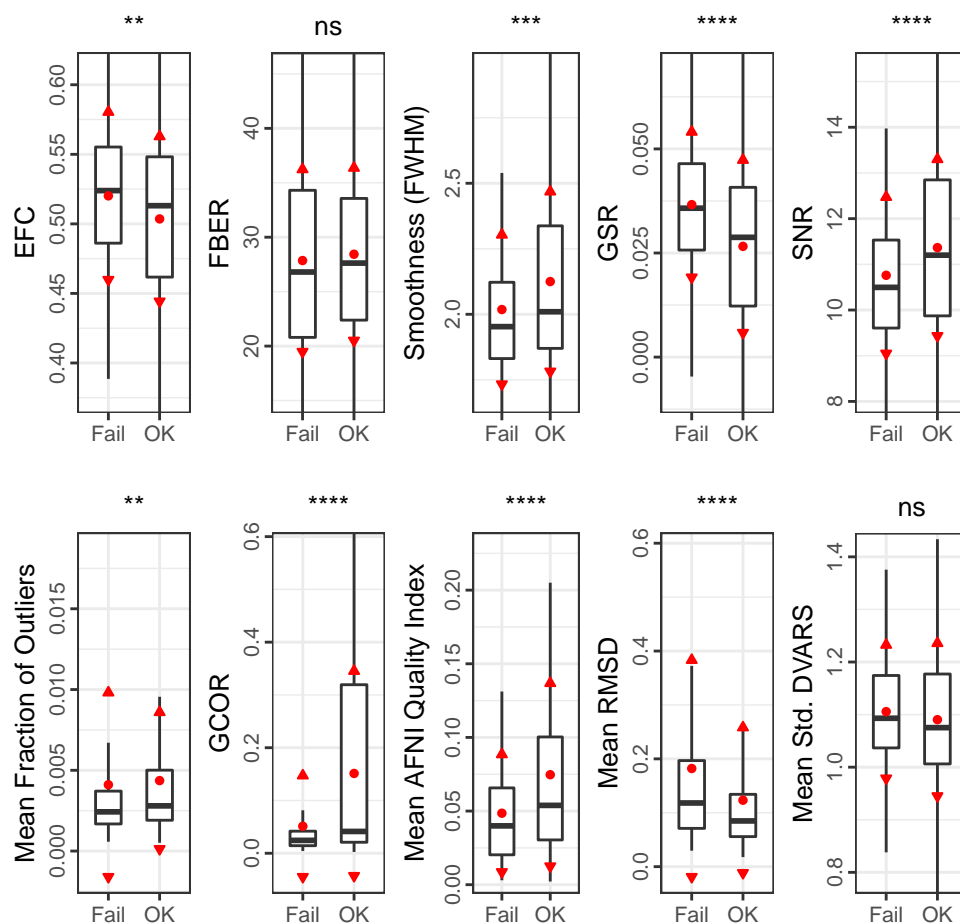 **
ns
***
****
****
EFC
0.60
0.55
0.50
0.45
0.40
Fail OK
FBER
40
30
20
Fail OK
Smoothness (FWHM)
2.5
2.0
Fail OK
GSR
0.050
0.025
0.000
Fail OK
SNR
14
12
10
8
Fail OK
**
****
****
****
ns
Mean Fraction of Outliers
0.015
0.010
0.005
0.000
Fail OK
GCOR
0.6
0.4
0.2
0.0
Fail OK
Mean AFNI Quality Index
0.20
0.15
0.10
0.05
0.00
Fail OK
Mean RMSD
0.6
0.4
0.2
0.0
Fail OK
Mean Std. DVARS
1.4
1.2
1.0
0.8
Fail OK